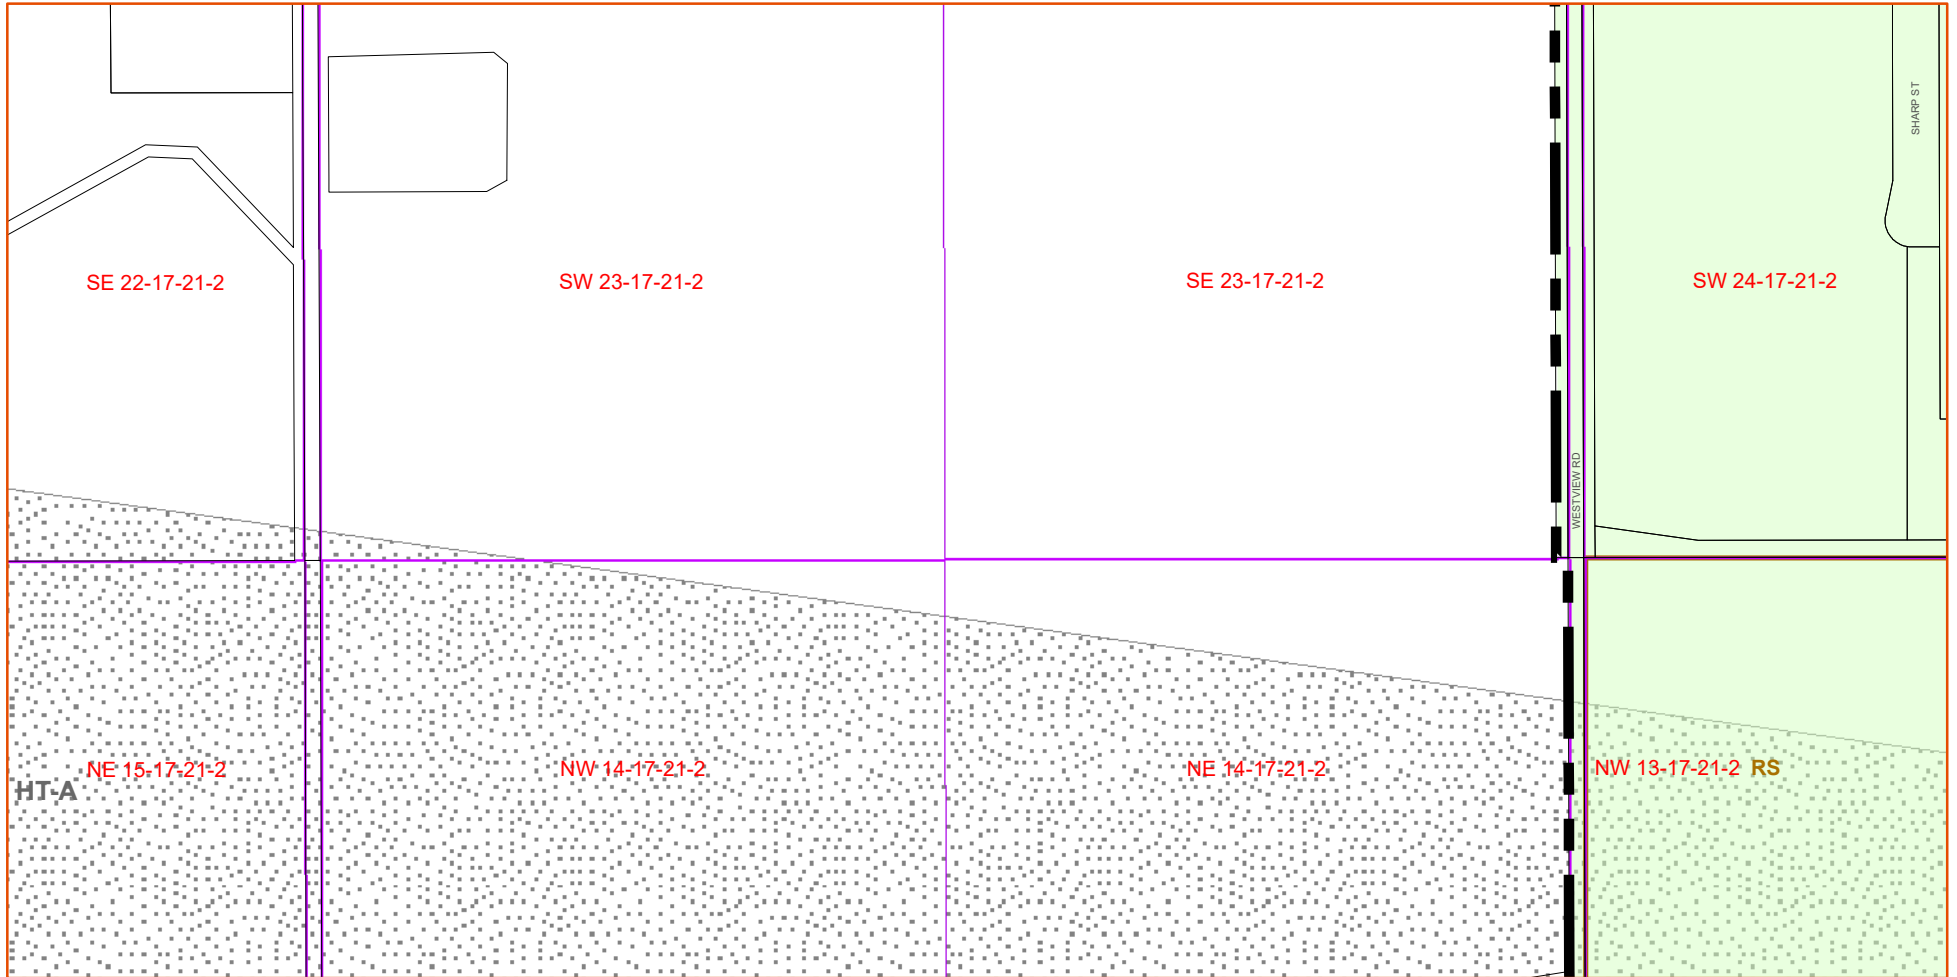 SHARP ST
SE 22-17-21-2
SW 23-17-21-2
SE 23-17-21-2
SW 24-17-21-2
WESTVIEW RD
NE 15-17-21-2
NW 14-17-21-2
NE 14-17-21-2
NW 13-17-21-2 RS
HT-A